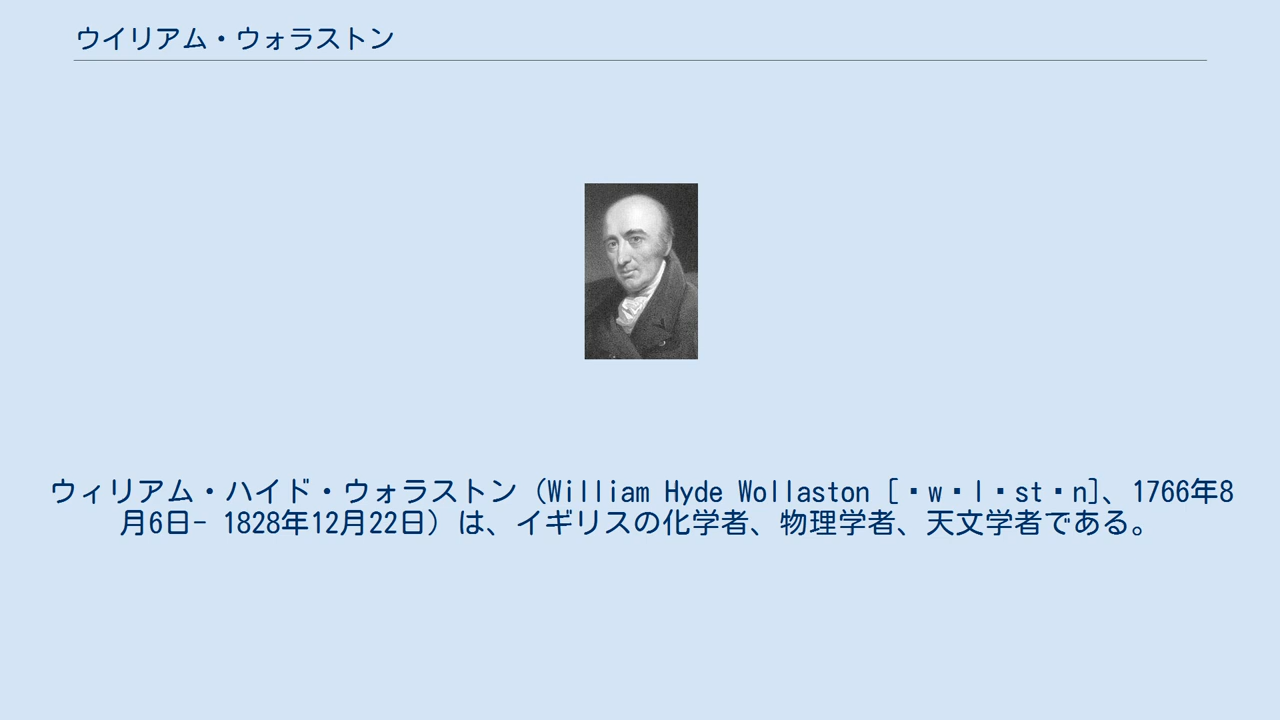 ウイリアム・ウォラストン
ウィリアム・ハイド・ウォラストン（William Hyde Wollaston [･w･l･st･n]、1766年8
月6日- 1828年12月22日）は、イギリスの化学者、物理学者、天文学者である。